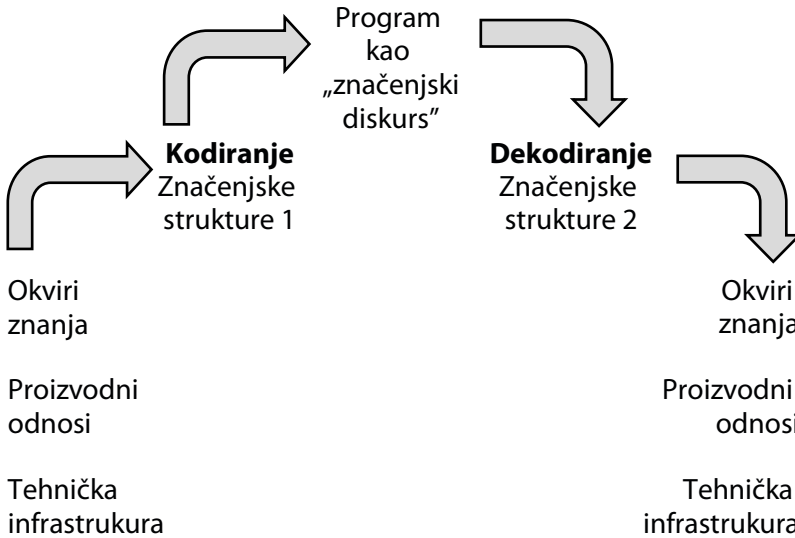 Program
kao
„značenjski
diskurs”
Kodiranje
Značenjske
strukture 1
Dekodiranje
Značenjske
strukture 2
Okviri
znanja
Proizvodni
odnosi
Tehnička
infrastrukura
Okviri
znanja
Proizvodni
odnosi
Tehnička
infrastrukura